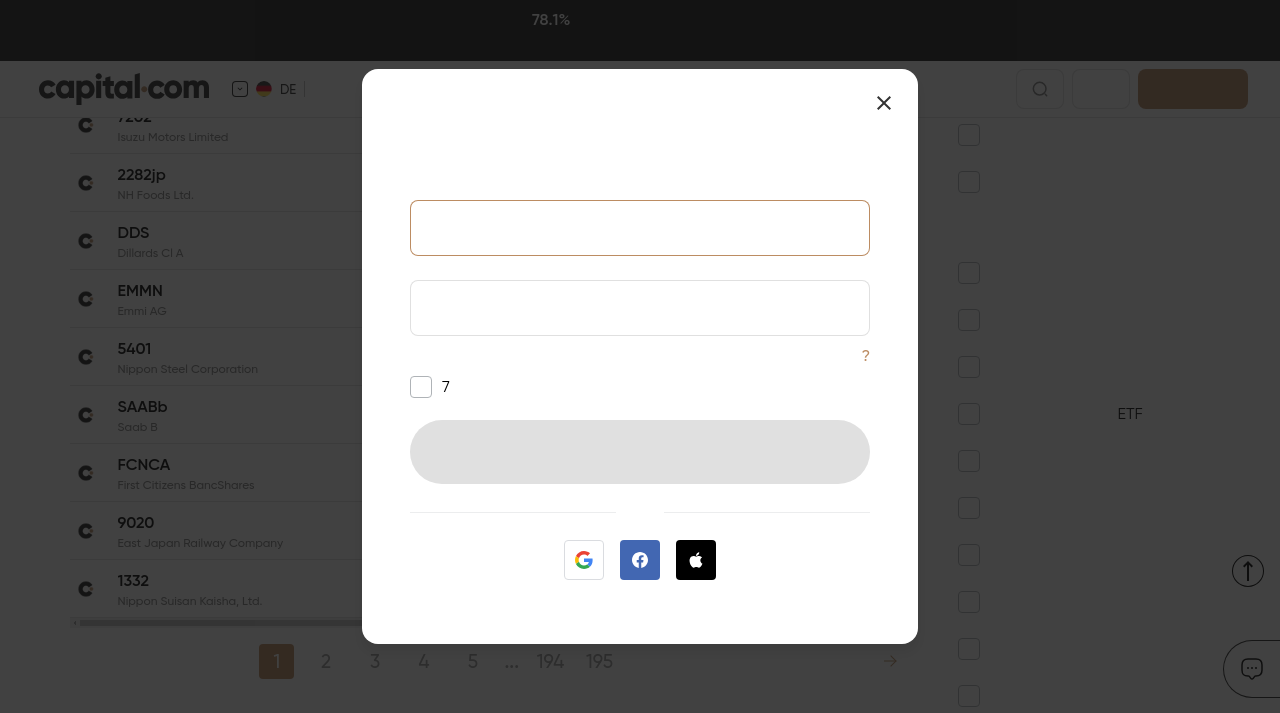 78.1%
capital.com
DE
7202
Isuzu Motors Limited
2282jp
NH Foods Ltd.
DDS
Dillards Cl A
EMMN
Emmi AG
5401
Nippon Steel Corporation
SAABb
Saab B
FCNCA
First Citizens BancShares
9020
East Japan Railway Company
1332
Nippon Suisan Kaisha, Ltd.
1 2 3 4 5 ... 194 195
?
7
ETF